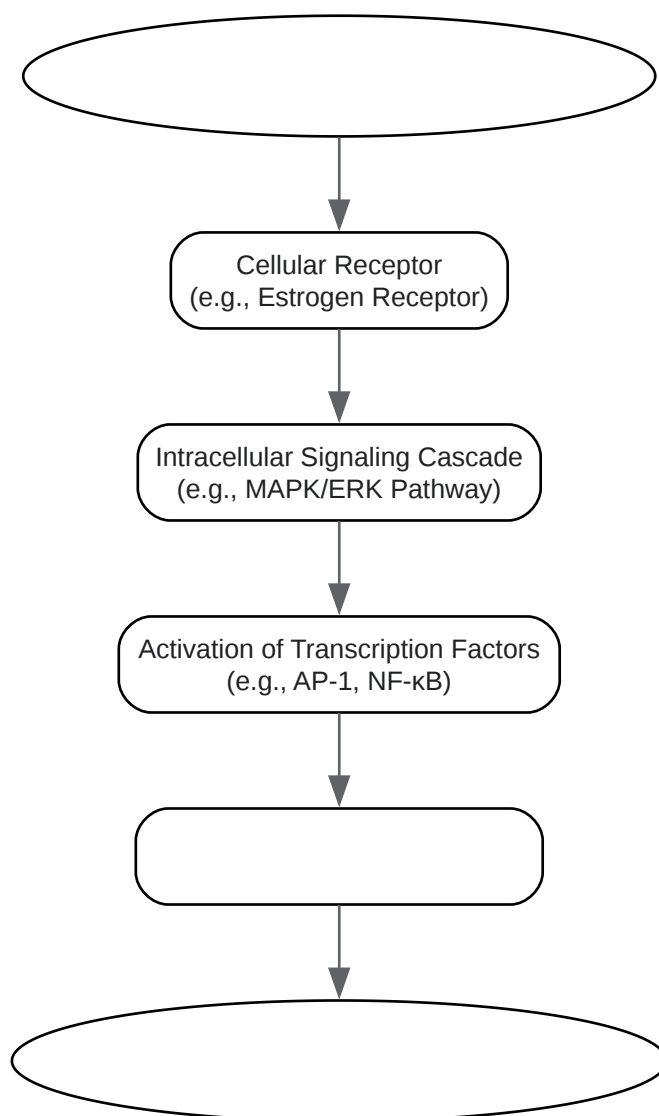 Cellular Receptor
(e.g., Estrogen Receptor)
Intracellular Signaling Cascade
(e.g., MAPK/ERK Pathway)
Activation of Transcription Factors
(e.g., AP-1, NF-κB)